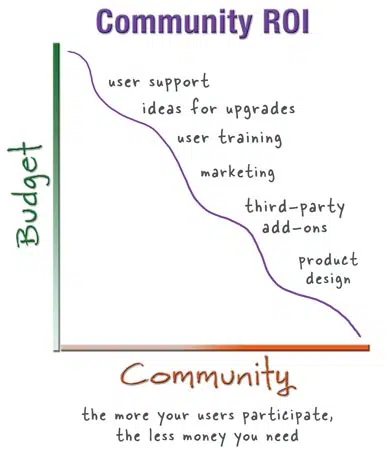 Community ROI
user support
ideas for upgrades
user training
marketing
third-party
add-ons
product
design
Budget
Community
the more your users participate,
the less money you need